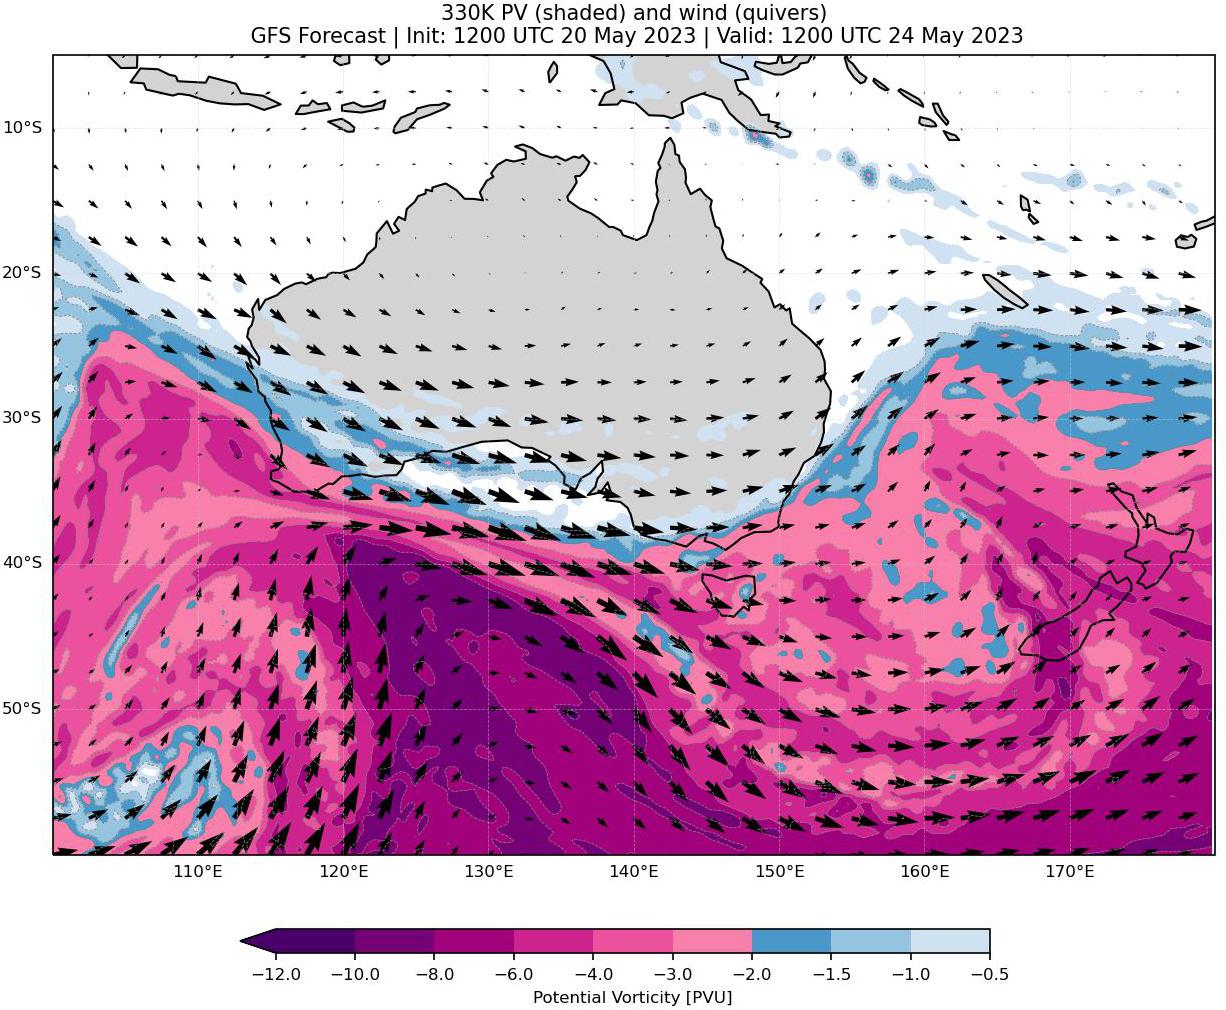 330K PV (shaded) and wind (quivers)
GFS Forecast | Init: 1200 UTC 20 May 2023 | Valid: 1200 UTC 24 May 2023
10°S
20°S
30°S
40°S
50°S
110°E 120°E 130°E 140°E 150°E 160°E 170°E
−12.0 −10.0 −8.0 −6.0 −4.0 −3.0 −2.0 −1.5 −1.0 −0.5
Potential Vorticity [PVU]